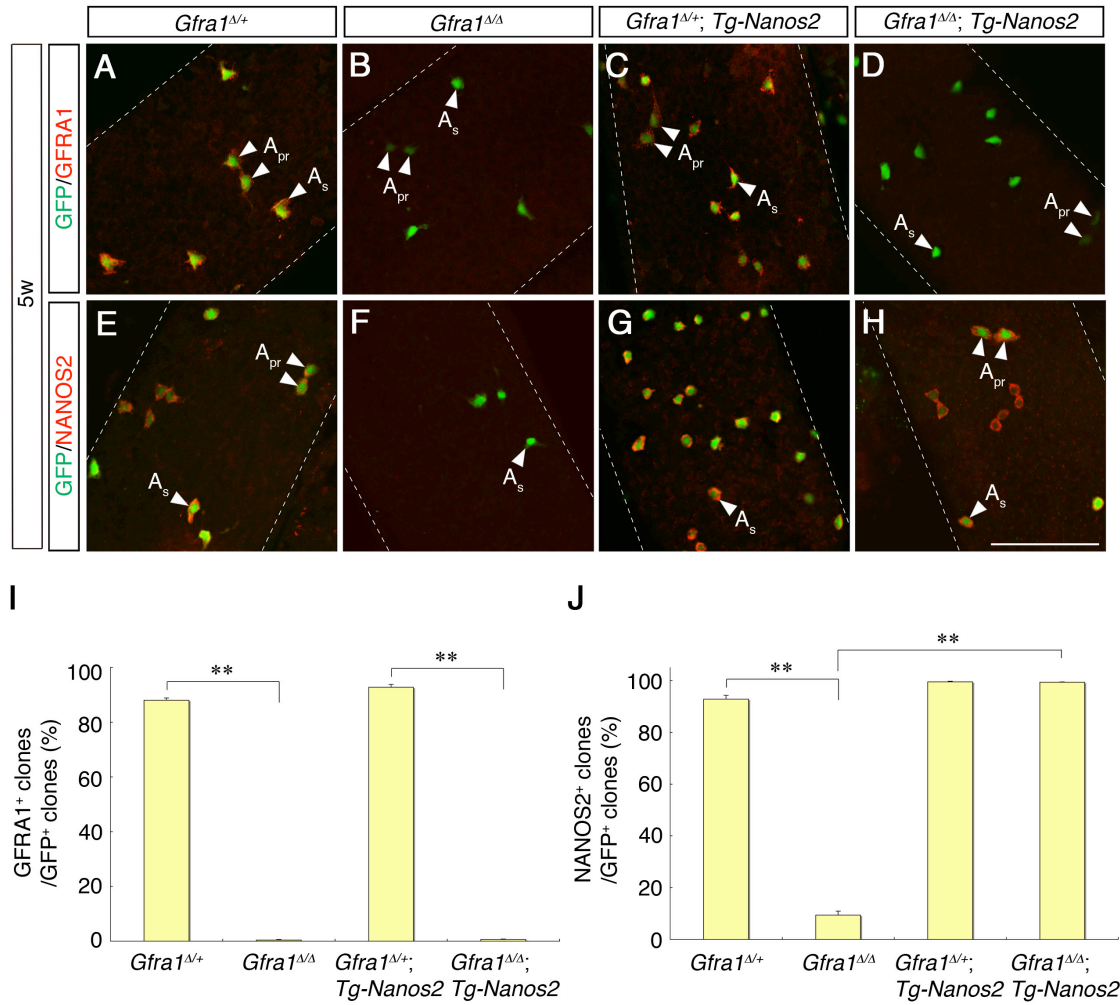 Gfra1Δ/+
Gfra1Δ/Δ
Gfra1Δ/+; Tg-Nanos2
Gfra1Δ/Δ; Tg-Nanos2
5w
GFP/GFRA1
A
Apr
As
B
As
Apr
C
Apr
As
D
Apr
As
GFP/NANOS2
E
Apr
As
F
As
G
As
H
Apr
As
I
GFRA1+ clones
/GFP+ clones (%)
100
80
60
40
20
0
**
**
Gfra1Δ/+
Gfra1Δ/Δ
Gfra1Δ/+;
Tg-Nanos2
Gfra1Δ/Δ;
Tg-Nanos2
J
NANOS2+ clones
/GFP+ clones (%)
100
80
60
40
20
0
**
**
Gfra1Δ/+
Gfra1Δ/Δ
Gfra1Δ/+;
Tg-Nanos2
Gfra1Δ/Δ;
Tg-Nanos2